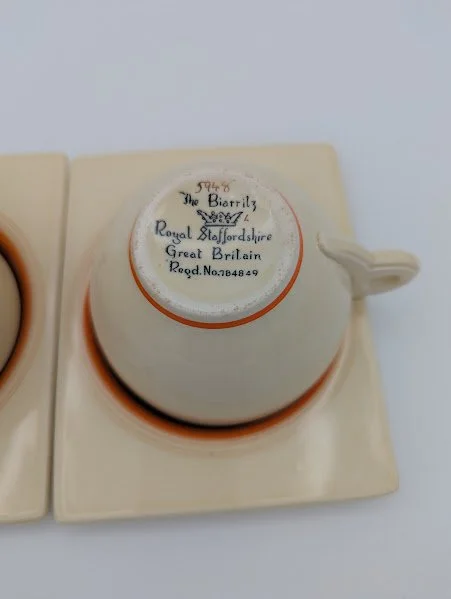 5948
The Biarritz
Royal Staffordshire
Great Britain
Regd. No. 784849